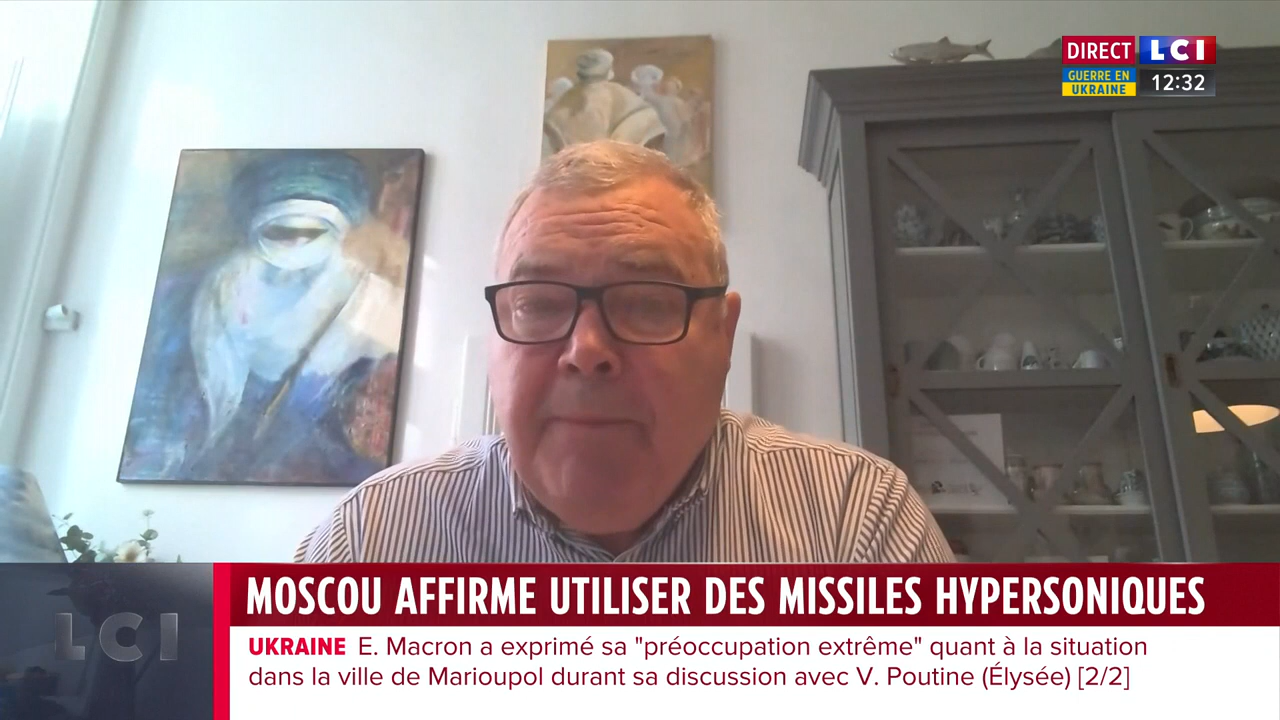 DIRECT LCI
GUERRE EN
UKRAINE 12:32
LCI
MOSCOU AFFIRME UTILISER DES MISSILES HYPERSONIQUES
UKRAINE E. Macron a exprimé sa "préoccupation extrême" quant à la situation
dans la ville de Marioupol durant sa discussion avec V. Poutine (Élysée) [2/2]